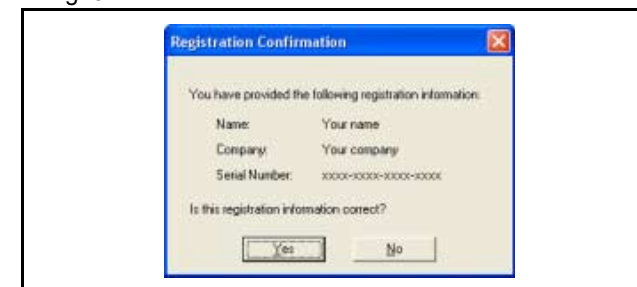 Registration Confirmation
You have provided the following registration information:
Name: Your name
Company: Your company
Serial Number: xxxx-xxxx-xxxx-xxxx
Is this registration information correct?
Yes No